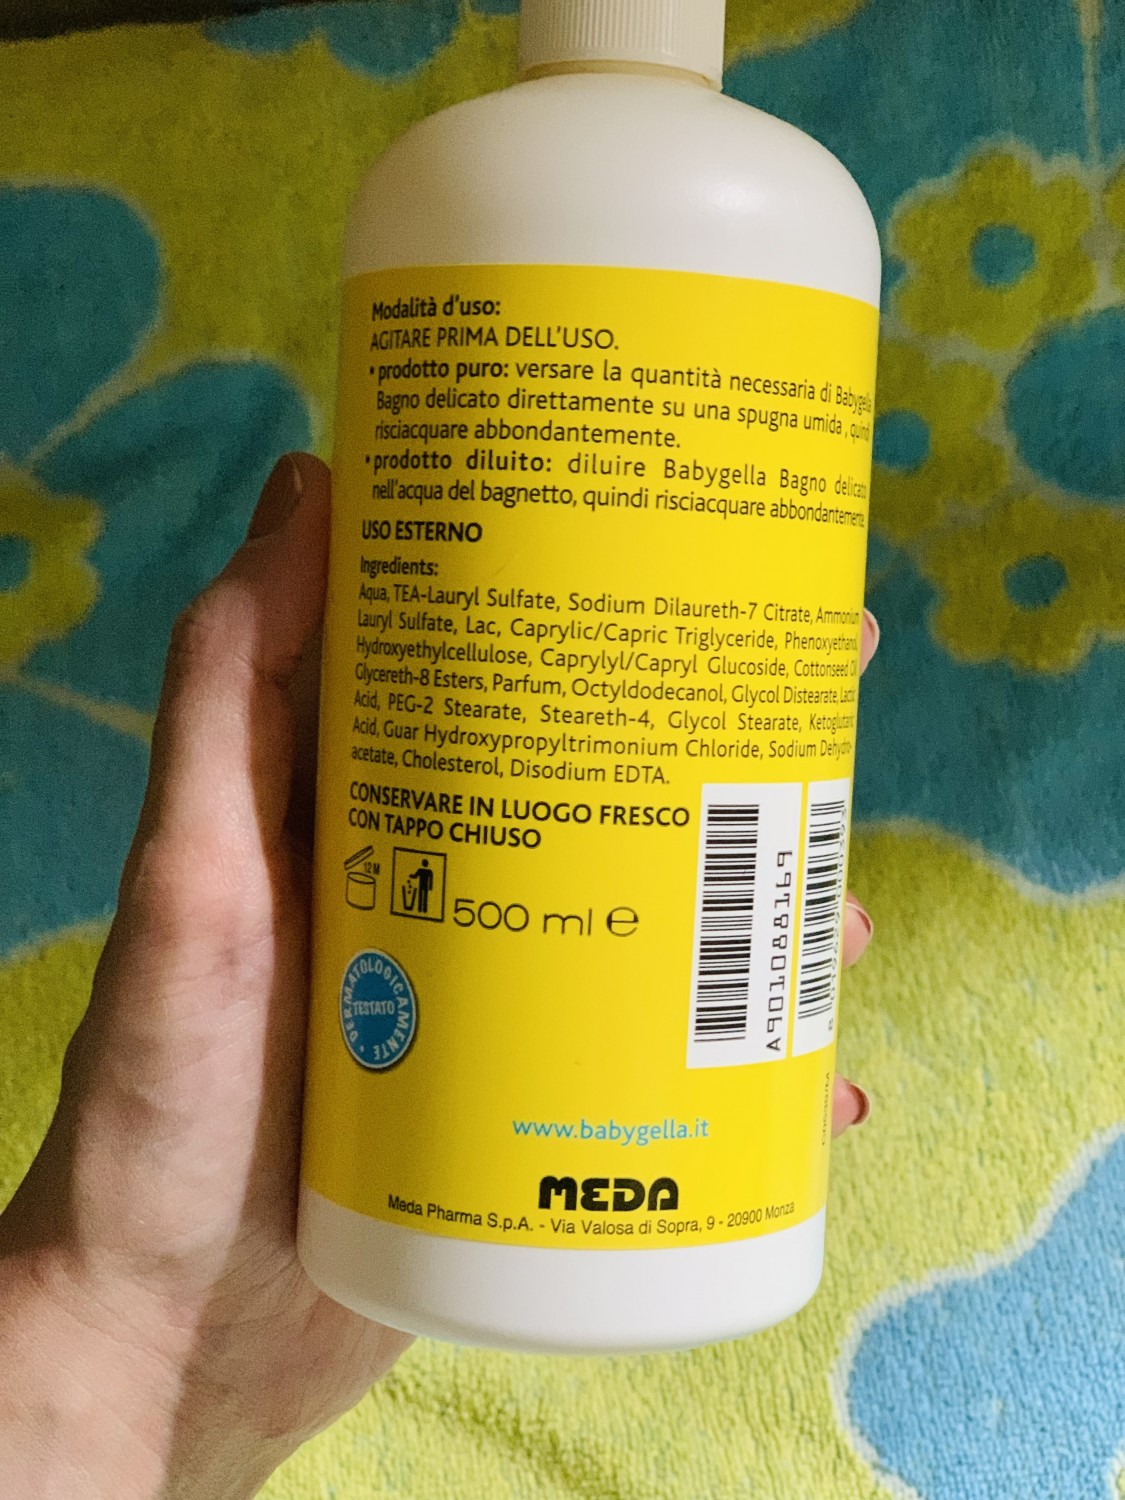 Modalità d'uso:
AGITARE PRIMA DELL'USO.
• prodotto puro: versare la quantità necessaria di Babygella
Bagno delicato direttamente su una spugna umida , quindi
risciacquare abbondantemente.
• prodotto diluito: diluire Babygella Bagno delicato
nell'acqua del bagnetto, quindi risciacquare abbondantemente
USO ESTERNO
Ingredients:
Aqua, TEA-Lauryl Sulfate, Sodium Dilaureth-7 Citrate, Ammonium
Lauryl Sulfate, Lac, Caprylic/Capric Triglyceride, Phenoxyethanol,
Hydroxyethylcellulose, Caprylyl/Capryl Glucoside, Cottonseed Oil
Glycereth-8 Esters, Parfum, Octyldodecanol, Glycol Distearate, Lactic
Acid, PEG-2 Stearate, Steareth-4, Glycol Stearate, Ketoglutaric
Acid, Guar Hydroxypropyltrimonium Chloride, Sodium Dehydro-
acetate, Cholesterol, Disodium EDTA.
CONSERVARE IN LUOGO FRESCO
CON TAPPO CHIUSO
12 M
500 ml e
DERMATOLOGICAMENTE
TESTATO
A901088169
www.babygella.it
MEDA
Meda Pharma S.p.A. - Via Valosa di Sopra, 9 - 20900 Monza